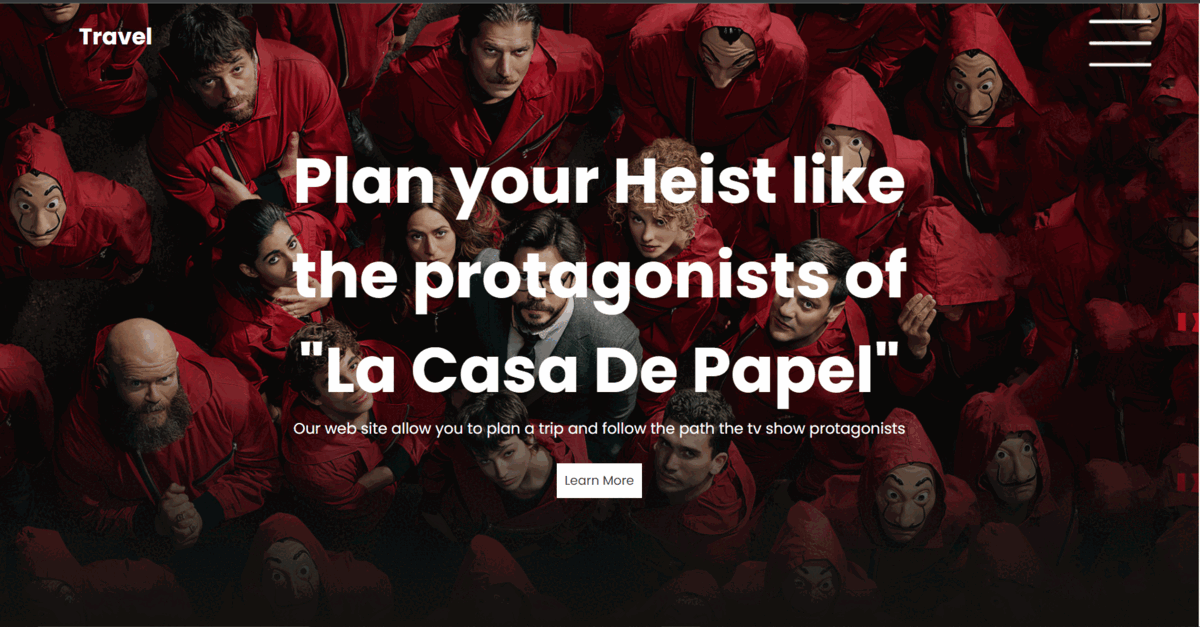 Travel
Plan your Heist like
the protagonists of
"La Casa De Papel"
Our web site allow you to plan a trip and follow the path the tv show protagonists
Learn More